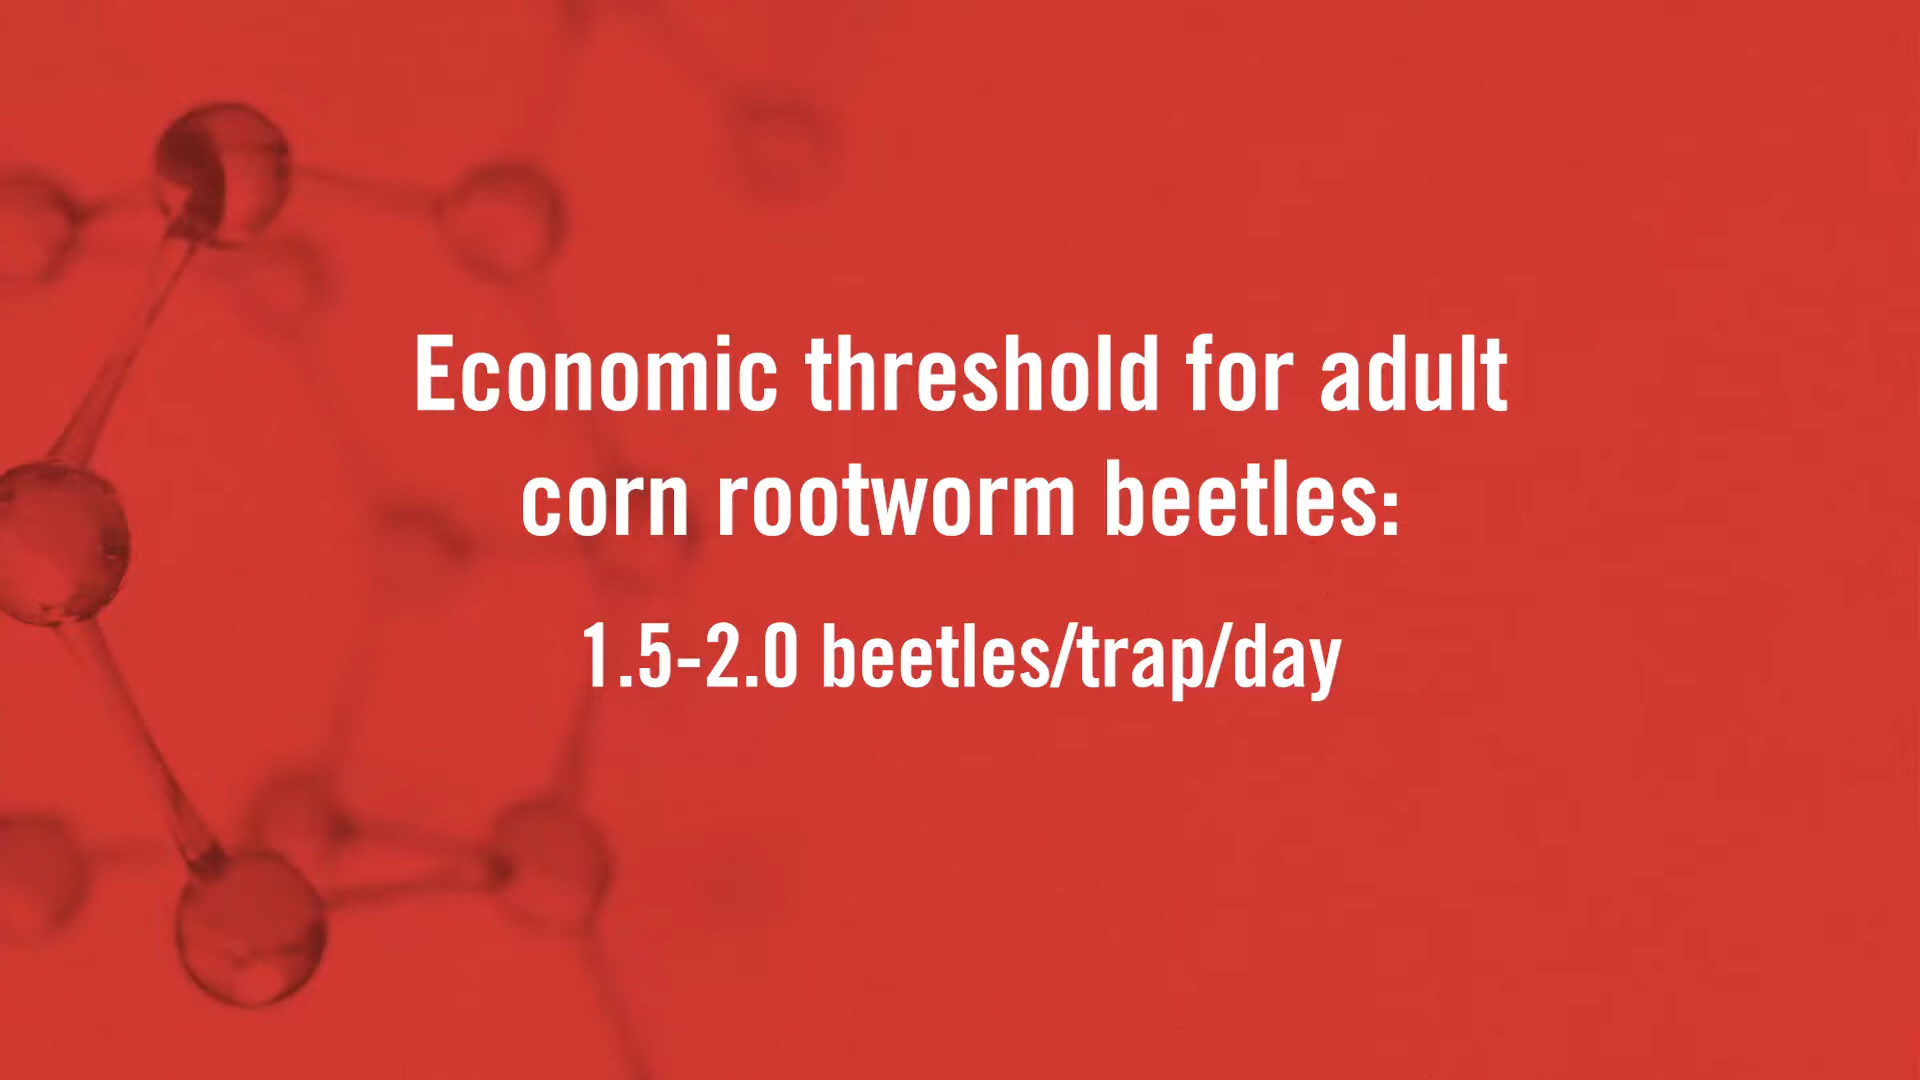 Economic threshold for adult
corn rootworm beetles:
1.5-2.0 beetles/trap/day